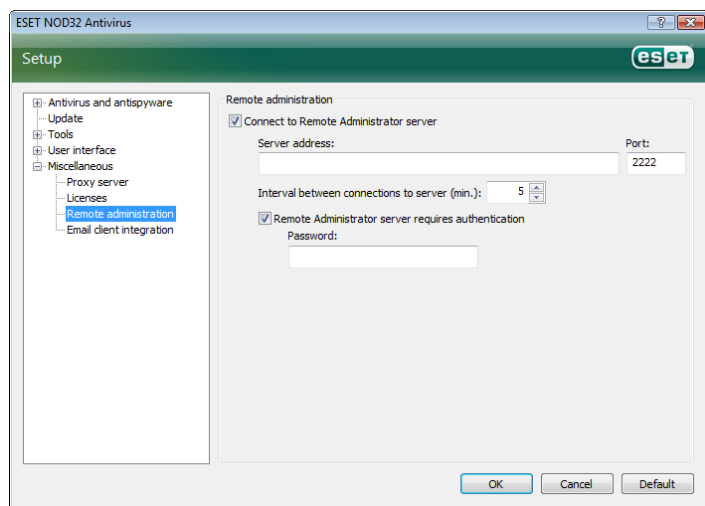 ESET NOD32 Antivirus
Setup
eset
Antivirus and antispyware
Update
Tools
User interface
Miscellaneous
Proxy server
Licenses
Remote administration
Email client integration
Remote administration
Connect to Remote Administrator server
Server address:
Port:
2222
Interval between connections to server (min.):
5
Remote Administrator server requires authentication
Password:
OK
Cancel
Default